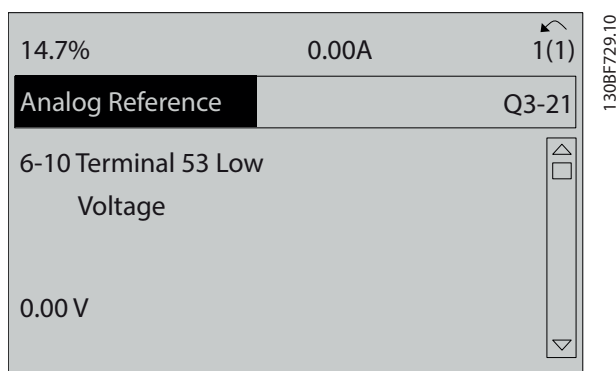 14.7% 0.00A 1(1)
Analog Reference Q3-21
6-10 Terminal 53 Low
Voltage
0.00 V
130BF729.10